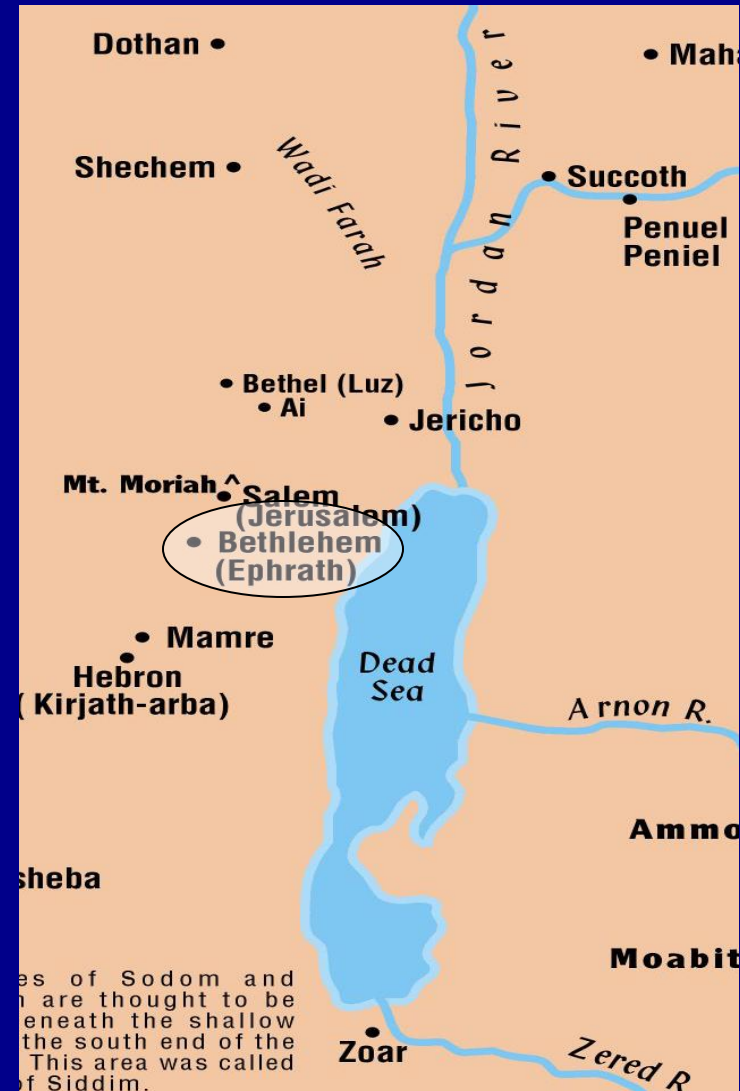 Dothan
Mah
Jordan River
Wadi Farah
Shechem
Succoth
Penuel
Peniel
Bethel (Luz)
Ai
Jericho
Mt. Moriah ^
Salem
(Jerusalem)
Bethlehem
(Ephrath)
Mamre
Hebron
( Kirjath-arba)
Dead
Sea
Arnon R.
Ammo
sheba
Moabit
es of Sodom and
are thought to be
eneath the shallow
the south end of the
This area was called
of Siddim.
Zoar
Zered R